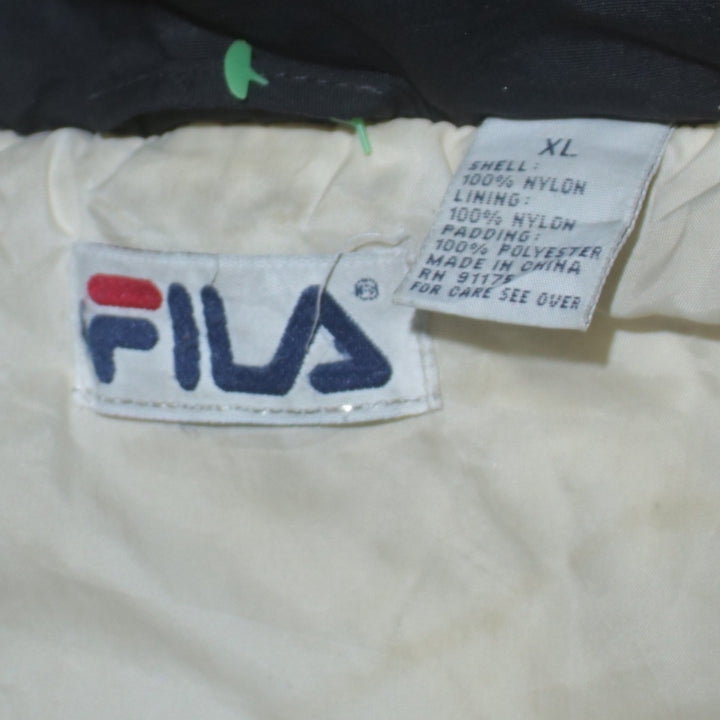 FILA®
XL
SHELL:
100% NYLON
LINING:
100% NYLON
PADDING:
100% POLYESTER
MADE IN CHINA
RN 91175
FOR CARE SEE OVER